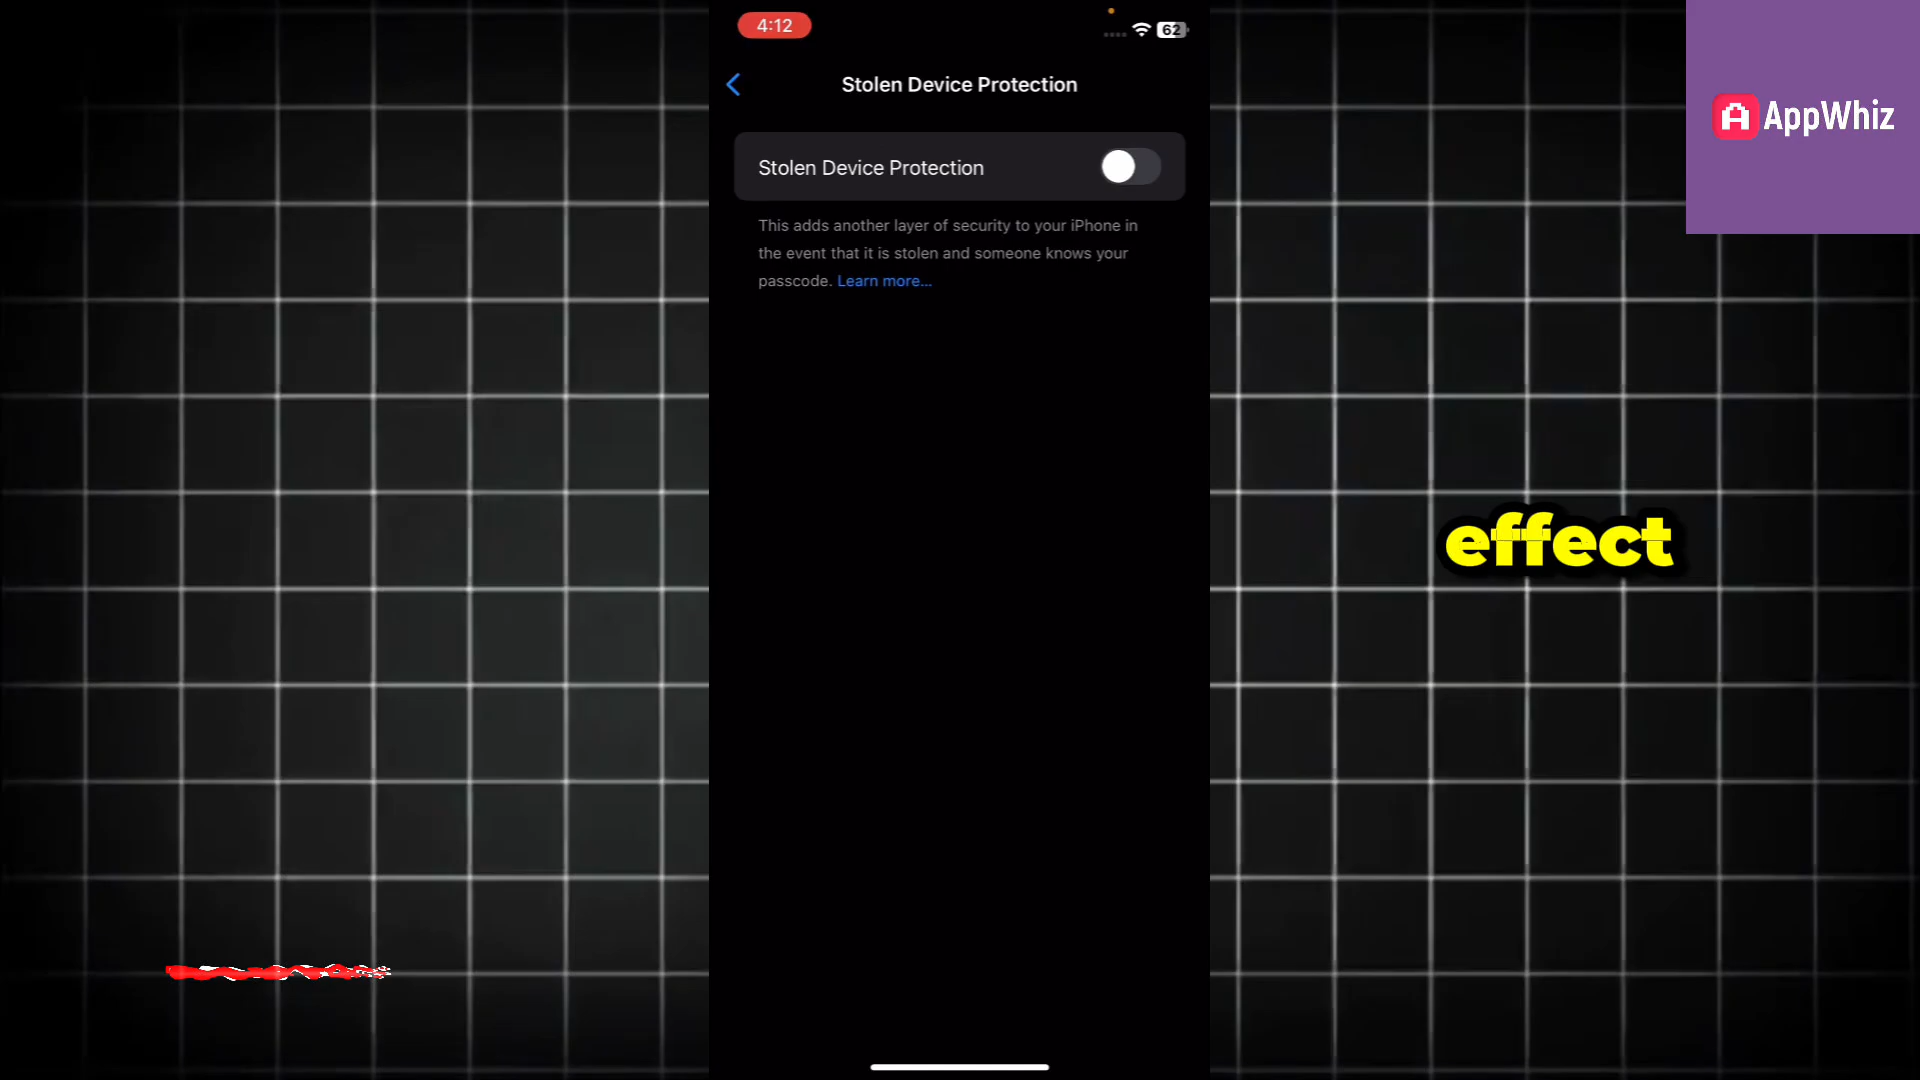 4:12
62
Stolen Device Protection
AppWhiz
Stolen Device Protection
This adds another layer of security to your iPhone in
the event that it is stolen and someone knows your
passcode. Learn more...
effect